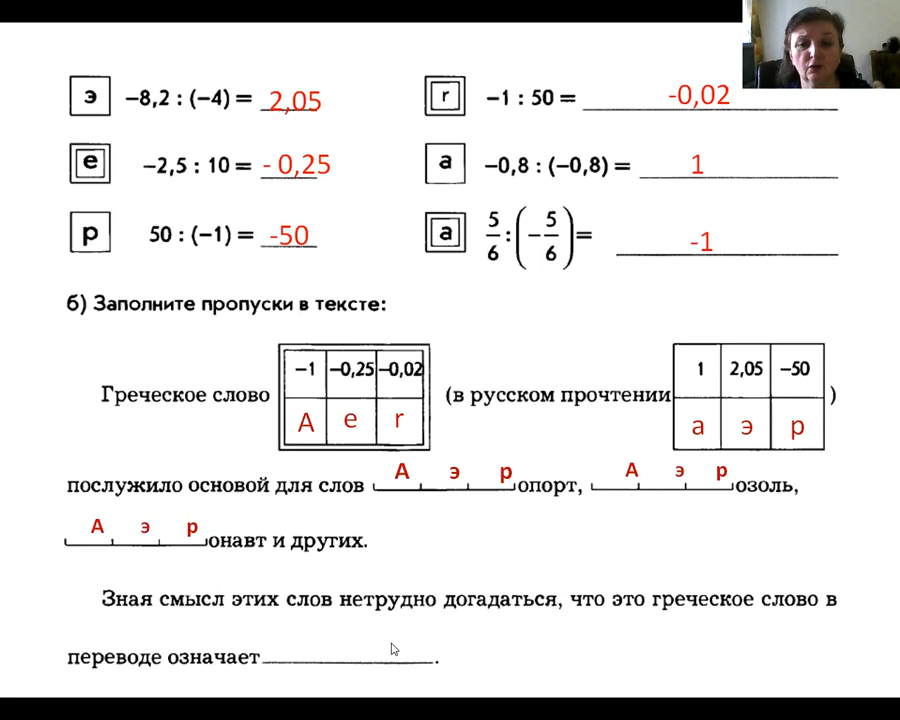 э -8,2 : (-4) = 2,05
r -1 : 50 = -0,02
e -2,5 : 10 = - 0,25
а -0,8 : (-0,8) = 1
р 50 : (-1) = -50
a 5/6 : (- 5/6) = -1
б) Заполните пропуски в тексте:
-1 -0,25 -0,02
1 2,05 -50
Греческое слово (в русском прочтении )
А е r
а э р
послужило основой для слов А э р опорт, А э р озоль,
А э р онавт и других.
Зная смысл этих слов нетрудно догадаться, что это греческое слово в
переводе означает .